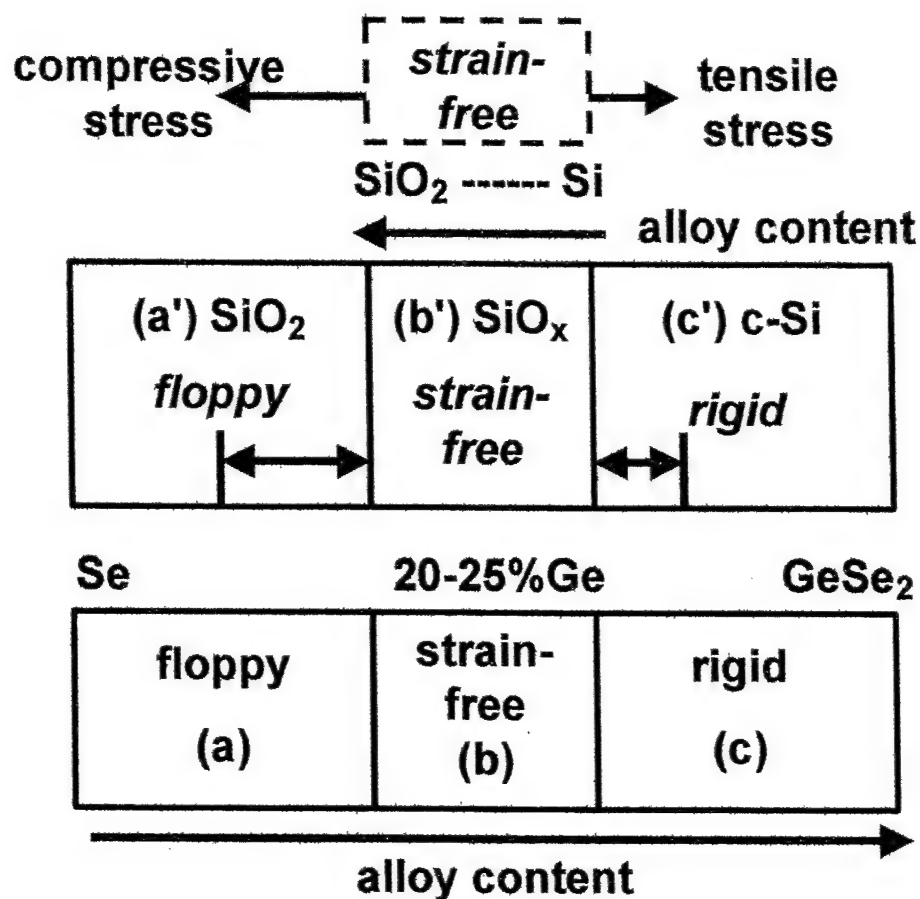 compressive
stress
strain-
free
tensile
stress
SiO₂ ------ Si
alloy content
(a') SiO₂
floppy
(b') SiOₓ
strain-
free
(c') c-Si
rigid
Se
20-25%Ge
GeSe₂
floppy
(a)
strain-
free
(b)
rigid
(c)
alloy content